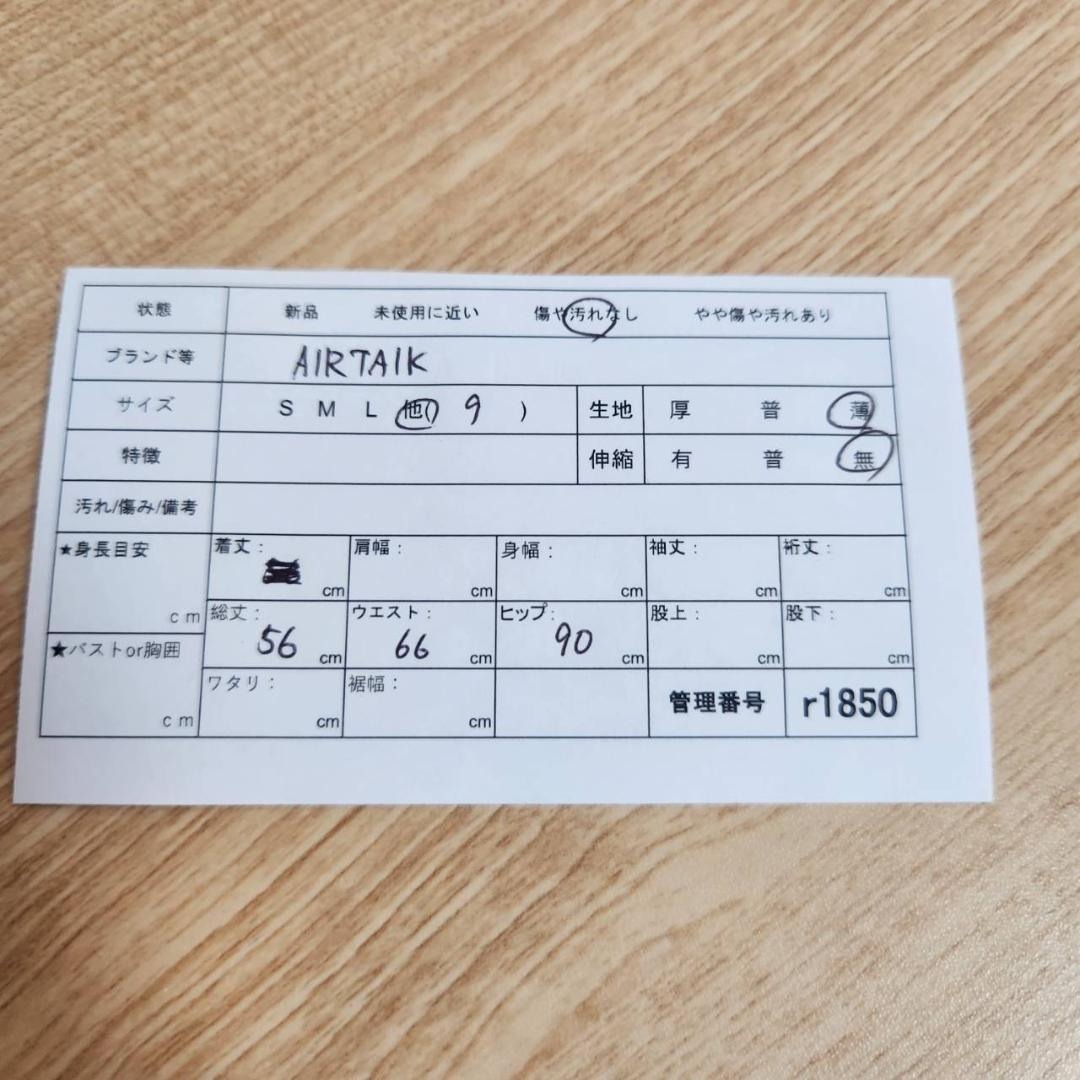 状態 新品 未使用に近い 傷や汚れなし やや傷や汚れあり
ブランド等 AIRTAIK
サイズ S M L 他( 9 ) 生地 厚 普 薄
特徴 伸縮 有 普 無
汚れ/傷み/備考
★身長目安 cm 着丈: cm 肩幅: cm 身幅: cm 袖丈: cm 裄丈: cm
総丈: 56 cm ウエスト: 66 cm ヒップ: 90 cm 股上: cm 股下: cm
★バストor胸囲 cm ワタリ: cm 裾幅: cm 管理番号 r1850